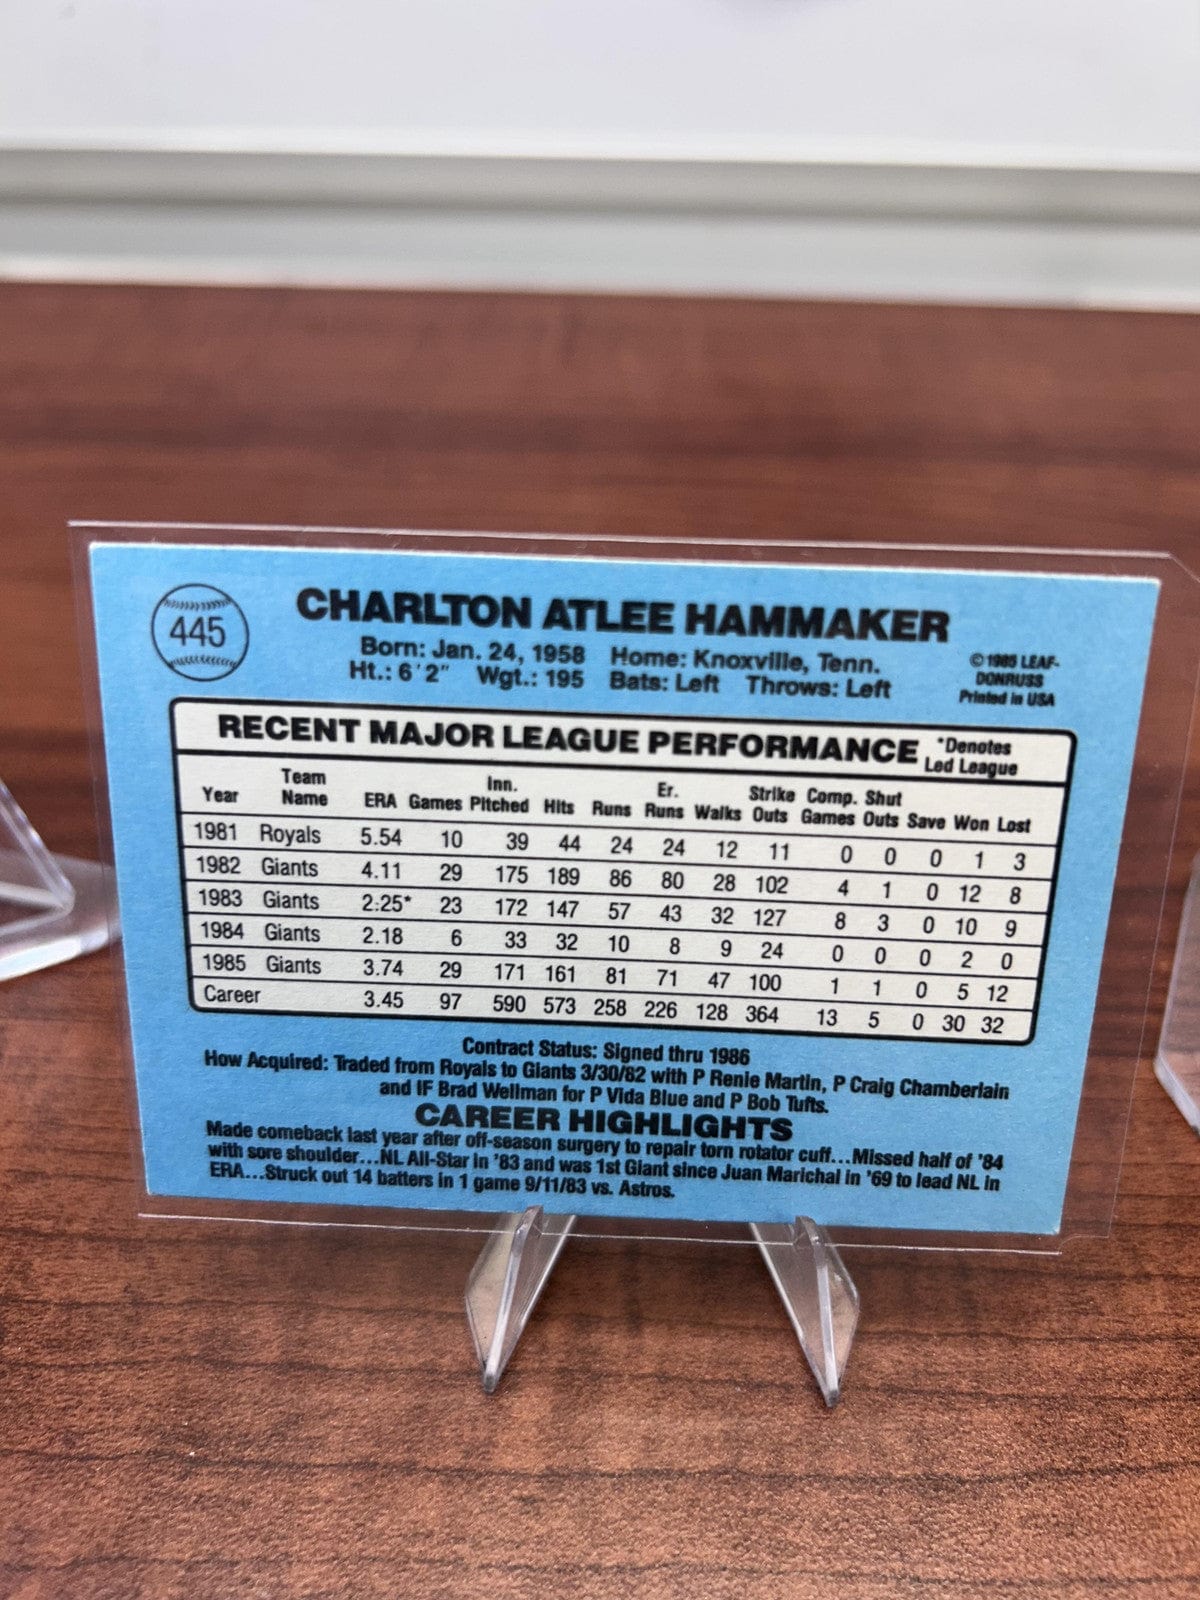 445
CHARLTON ATLEE HAMMAKER
Born: Jan. 24, 1958 Home: Knoxville, Tenn.
Ht.: 6'2" Wgt.: 195 Bats: Left Throws: Left
© 1985 LEAF-
DONRUSS
Printed in USA
RECENT MAJOR LEAGUE PERFORMANCE
*Denotes
Led League
Year Team Name ERA Games Inn. Pitched Hits Runs Er. Runs Walks Strike Outs Comp. Games Shut Outs Save Won Lost
1981 Royals 5.54 10 39 44 24 24 12 11 0 0 0 1 3
1982 Giants 4.11 29 175 189 86 80 28 102 4 1 0 12 8
1983 Giants 2.25* 23 172 147 57 43 32 127 8 3 0 10 9
1984 Giants 2.18 6 33 32 10 8 9 24 0 0 0 2 0
1985 Giants 3.74 29 171 161 81 71 47 100 1 1 0 5 12
Career 3.45 97 590 573 258 226 128 364 13 5 0 30 32
Contract Status: Signed thru 1986
How Acquired: Traded from Royals to Giants 3/30/82 with P Renie Martin, P Craig Chamberlain
and IF Brad Wellman for P Vida Blue and P Bob Tufts.
CAREER HIGHLIGHTS
Made comeback last year after off-season surgery to repair torn rotator cuff...Missed half of '84
with sore shoulder...NL All-Star in '83 and was 1st Giant since Juan Marichal in '69 to lead NL in
ERA...Struck out 14 batters in 1 game 9/11/83 vs. Astros.